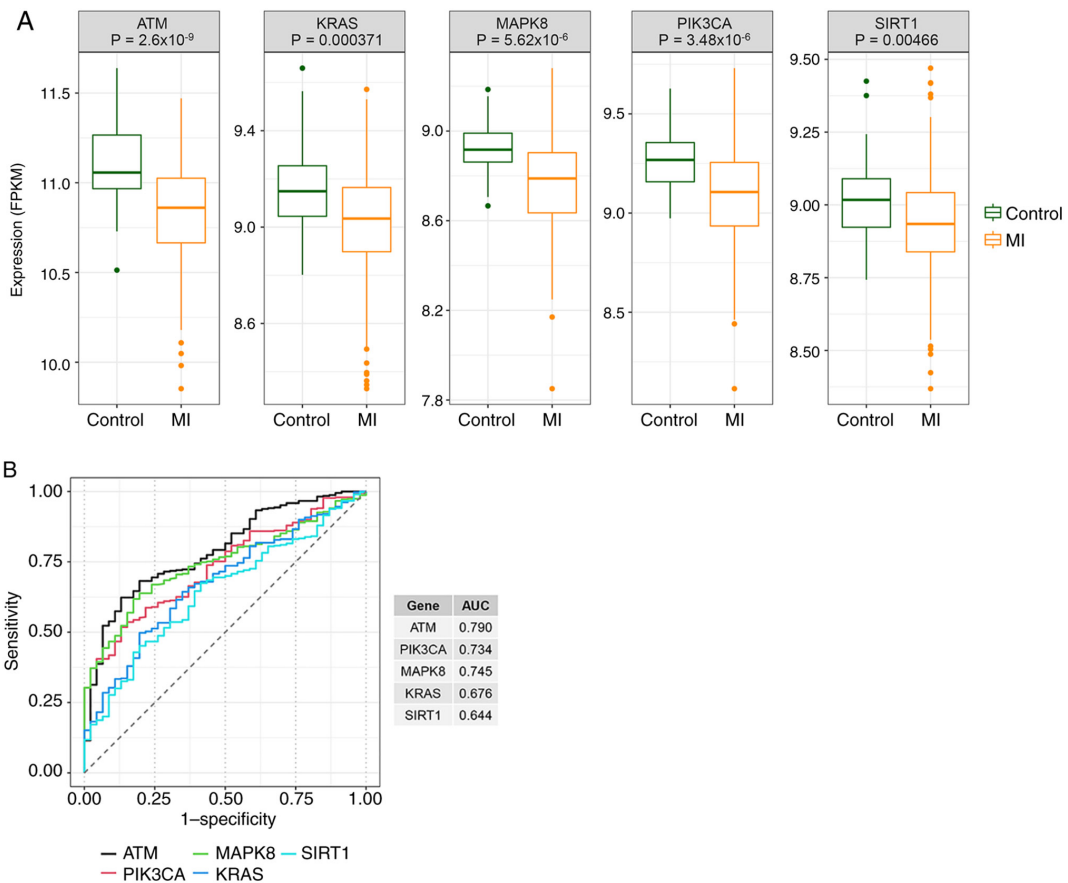 A
ATM
P = 2.6x10⁻⁹
KRAS
P = 0.000371
MAPK8
P = 5.62x10⁻⁶
PIK3CA
P = 3.48x10⁻⁶
SIRT1
P = 0.00466
Expression (FPKM)
11.5
11.0
10.5
10.0
9.4
9.0
8.6
9.0
8.6
8.2
7.8
9.5
9.0
8.5
9.50
9.25
9.00
8.75
8.50
Control MI
Control MI
Control MI
Control MI
Control MI
Control
MI
B
Sensitivity
1.00
0.75
0.50
0.25
0.00
0.00 0.25 0.50 0.75 1.00
1–specificity
ATM MAPK8 SIRT1
PIK3CA KRAS
Gene AUC
ATM 0.790
PIK3CA 0.734
MAPK8 0.745
KRAS 0.676
SIRT1 0.644